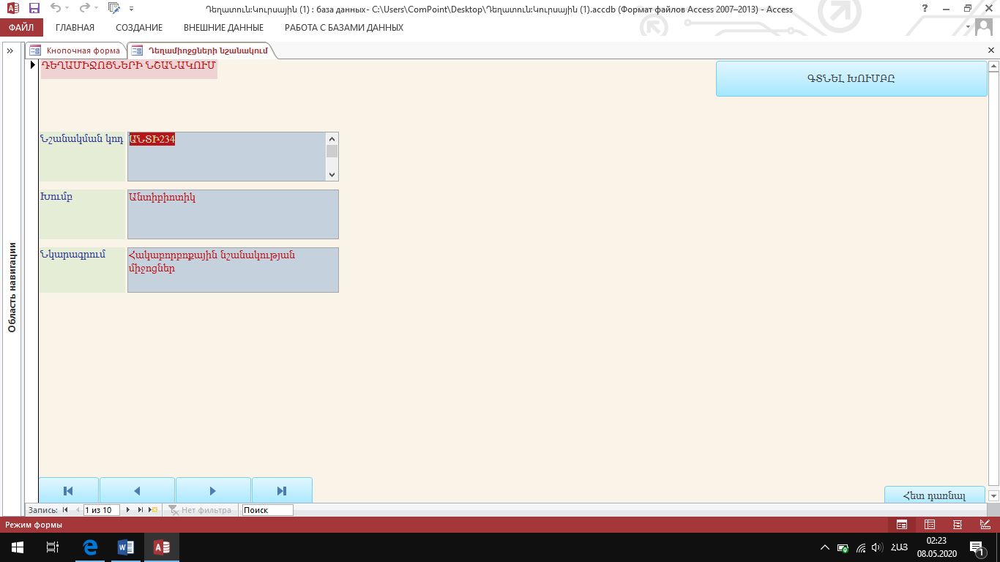 Դեղատուն:Կուրսային (1) : база данных- C:\Users\ComPoint\Desktop\Դեղատուն:Կուրսային (1).accdb (Формат файлов Access 2007–2013) - Access
ФАЙЛ ГЛАВНАЯ СОЗДАНИЕ ВНЕШНИЕ ДАННЫЕ РАБОТА С БАЗАМИ ДАННЫХ
Кнопочная форма Դեղամիոջցների նշանակում
ԴԵՂԱՄԻՋՈՑՆԵՐԻ ՆՇԱՆԱԿՈՒՄ
ԳՏՆԵԼ ԽՈՒՄԲԸ
Նշանակման կոդ ԱՆՏԻ234
Խումբ Անտիբիոտիկ
Նկարագրում Հակաբորբոքային նշանակության
միջոցներ
Область навигации
Հետ դառնալ
Запись: 1 из 10 Нет фильтра Поиск
Режим формы
ՀԱՅ 02:23
08.05.2020
1